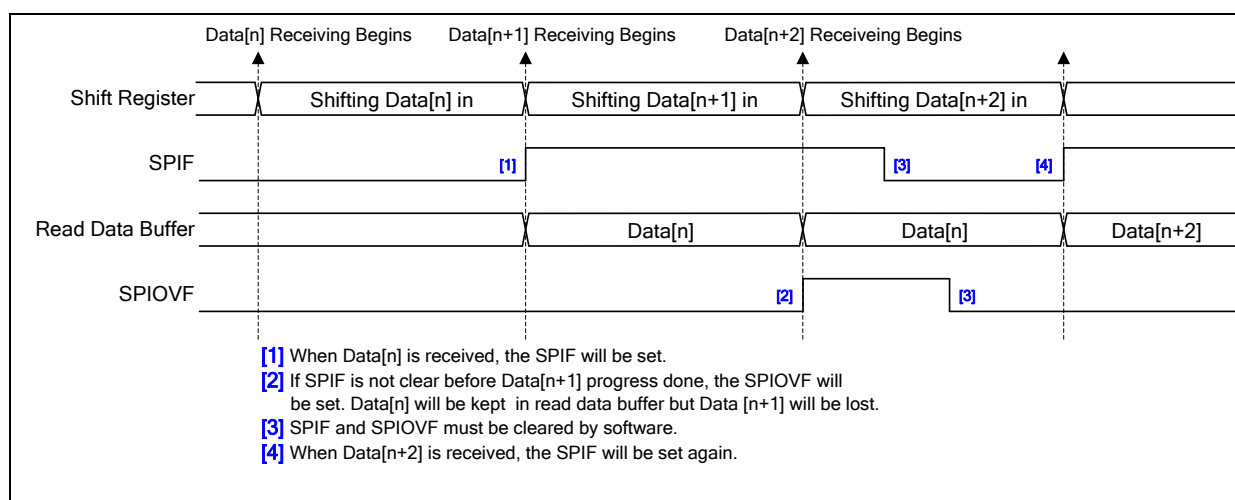 Data[n] Receiving Begins
Data[n+1] Receiving Begins
Data[n+2] Receiveing Begins
Shift Register
Shifting Data[n] in
Shifting Data[n+1] in
Shifting Data[n+2] in
SPIF
[1]
[3]
[4]
Read Data Buffer
Data[n]
Data[n]
Data[n+2]
SPIOVF
[2]
[3]
[1] When Data[n] is received, the SPIF will be set.
[2] If SPIF is not clear before Data[n+1] progress done, the SPIOVF will
be set. Data[n] will be kept in read data buffer but Data [n+1] will be lost.
[3] SPIF and SPIOVF must be cleared by software.
[4] When Data[n+2] is received, the SPIF will be set again.